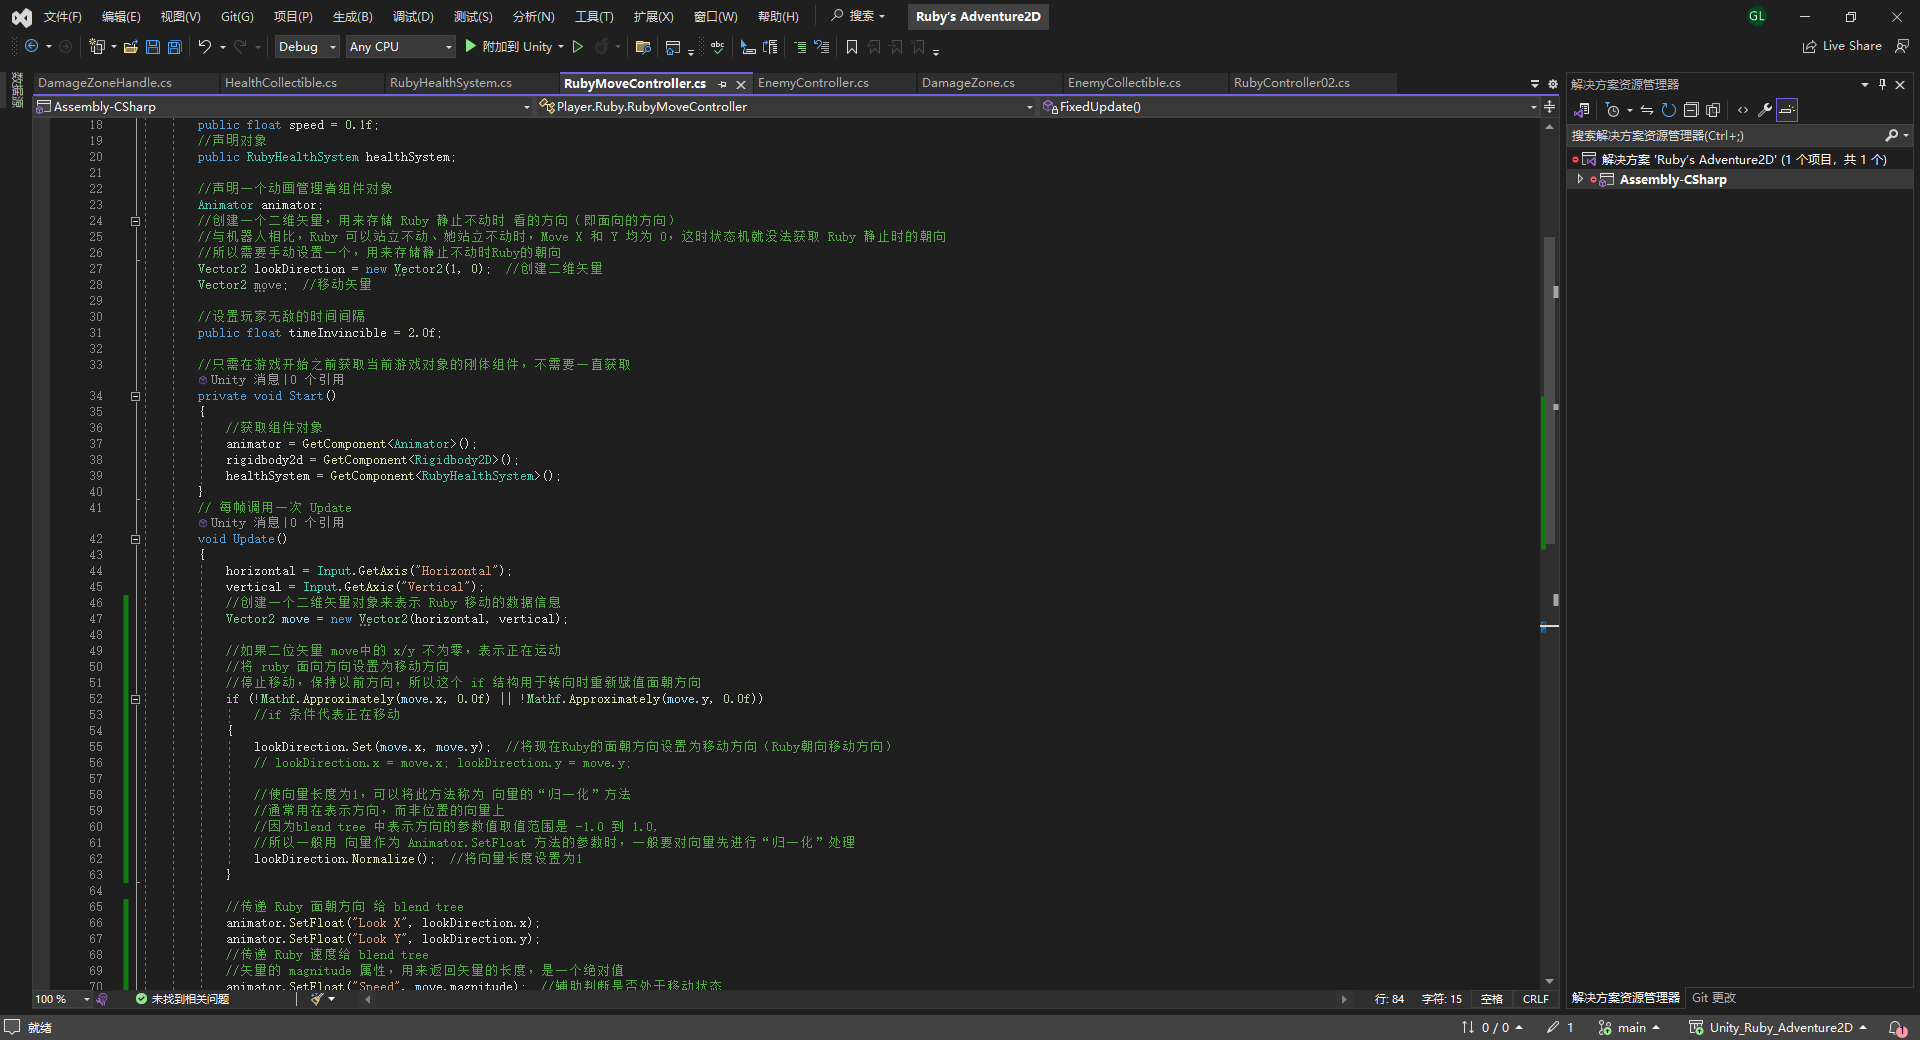 文件(F) 编辑(E) 视图(V) Git(G) 项目(P) 生成(B) 调试(D) 测试(S) 分析(N) 工具(T) 扩展(X) 窗口(W) 帮助(H) 搜索 Ruby's Adventure2D GL
Debug Any CPU 附加到 Unity Live Share
数据源
DamageZoneHandle.cs HealthCollectible.cs RubyHealthSystem.cs RubyMoveController.cs EnemyController.cs DamageZone.cs EnemyCollectible.cs RubyController02.cs
Assembly-CSharp Player.Ruby.RubyMoveController FixedUpdate()
18 public float speed = 0.1f;
19 //声明对象
20 public RubyHealthSystem healthSystem;
21
22 //声明一个动画管理者组件对象
23 Animator animator;
24 //创建一个二维矢量，用来存储 Ruby 静止不动时 看的方向（即面向的方向）
25 //与机器人相比，Ruby 可以站立不动、她站立不动时，Move X 和 Y 均为 0，这时状态机就没法获取 Ruby 静止时的朝向
26 //所以需要手动设置一个，用来存储静止不动时Ruby的朝向
27 Vector2 lookDirection = new Vector2(1, 0); //创建二维矢量
28 Vector2 move; //移动矢量
29
30 //设置玩家无敌的时间间隔
31 public float timeInvincible = 2.0f;
32
33 //只需在游戏开始之前获取当前游戏对象的刚体组件，不需要一直获取
Unity 消息|0 个引用
34 private void Start()
35 {
36 //获取组件对象
37 animator = GetComponent<Animator>();
38 rigidbody2d = GetComponent<Rigidbody2D>();
39 healthSystem = GetComponent<RubyHealthSystem>();
40 }
41 // 每帧调用一次 Update
Unity 消息|0 个引用
42 void Update()
43 {
44 horizontal = Input.GetAxis("Horizontal");
45 vertical = Input.GetAxis("Vertical");
46 //创建一个二维矢量对象来表示 Ruby 移动的数据信息
47 Vector2 move = new Vector2(horizontal, vertical);
48
49 //如果二位矢量 move中的 x/y 不为零，表示正在运动
50 //将 ruby 面向方向设置为移动方向
51 //停止移动，保持以前方向，所以这个 if 结构用于转向时重新赋值面朝方向
52 if (!Mathf.Approximately(move.x, 0.0f) || !Mathf.Approximately(move.y, 0.0f))
53 //if 条件代表正在移动
54 {
55 lookDirection.Set(move.x, move.y); //将现在Ruby的面朝方向设置为移动方向（Ruby朝向移动方向）
56 // lookDirection.x = move.x; lookDirection.y = move.y;
57
58 //使向量长度为1，可以将此方法称为 向量的“归一化”方法
59 //通常用在表示方向，而非位置的向量上
60 //因为blend tree 中表示方向的参数值取值范围是 -1.0 到 1.0，
61 //所以一般用 向量作为 Animator.SetFloat 方法的参数时，一般要对向量先进行“归一化”处理
62 lookDirection.Normalize(); //将向量长度设置为1
63 }
64
65 //传递 Ruby 面朝方向 给 blend tree
66 animator.SetFloat("Look X", lookDirection.x);
67 animator.SetFloat("Look Y", lookDirection.y);
68 //传递 Ruby 速度给 blend tree
69 //矢量的 magnitude 属性，用来返回矢量的长度，是一个绝对值
70 animator.SetFloat("Speed", move.magnitude); //辅助判断是否处于移动状态
100 % 未找到相关问题 行: 84 字符: 15 空格 CRLF
解决方案资源管理器
搜索解决方案资源管理器(Ctrl+;)
解决方案 'Ruby's Adventure2D' (1 个项目，共 1 个)
Assembly-CSharp
解决方案资源管理器 Git 更改
就绪 0 / 0 1 main Unity_Ruby_Adventure2D 1